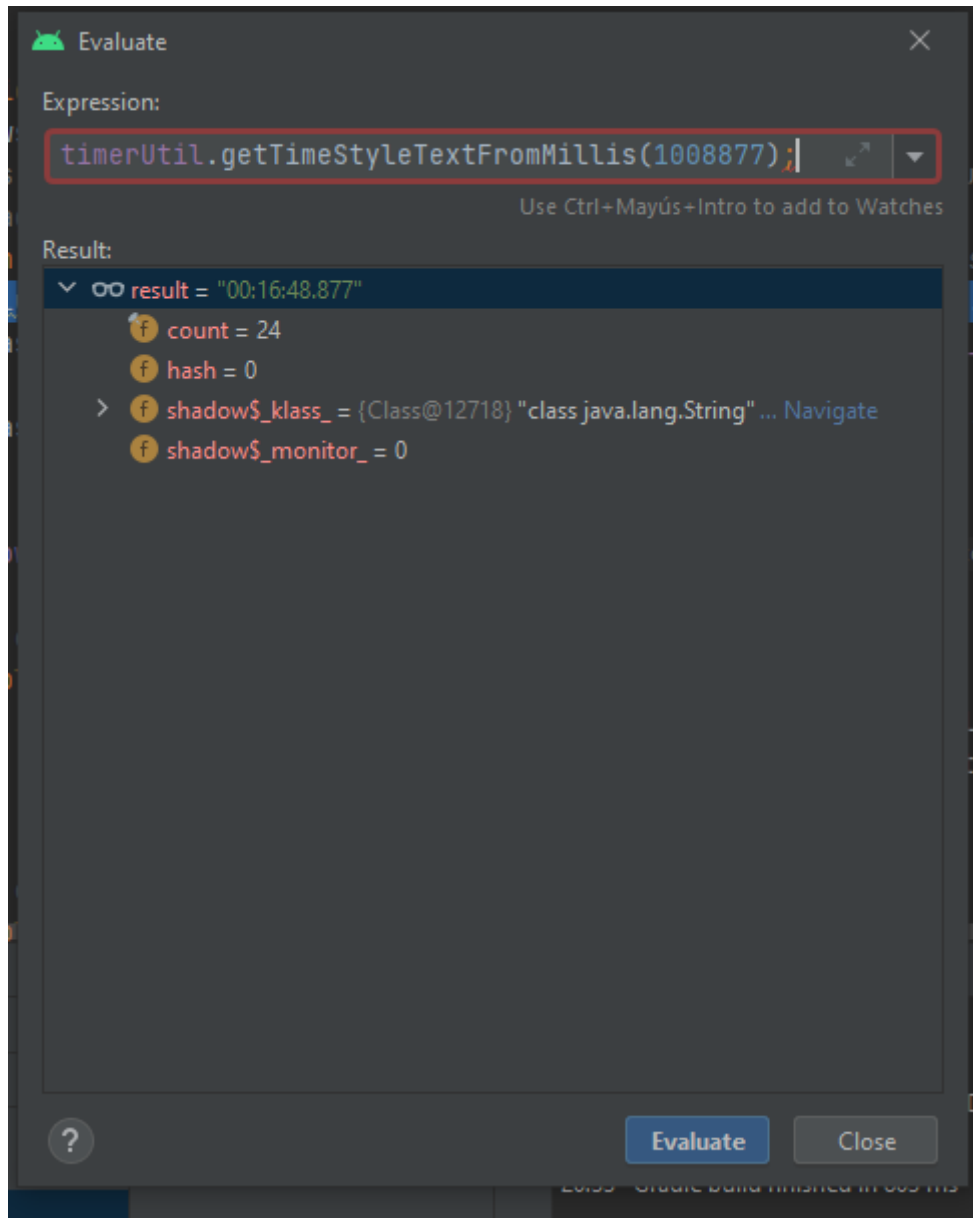 Evaluate
Expression:
timerUtil.getTimeStyleTextFromMillis(1008877);
Use Ctrl+Mayús+Intro to add to Watches
Result:
result = "00:16:48.877"
f count = 24
f hash = 0
f shadow$_klass_ = {Class@12718} "class java.lang.String" ... Navigate
f shadow$_monitor_ = 0
? Evaluate Close